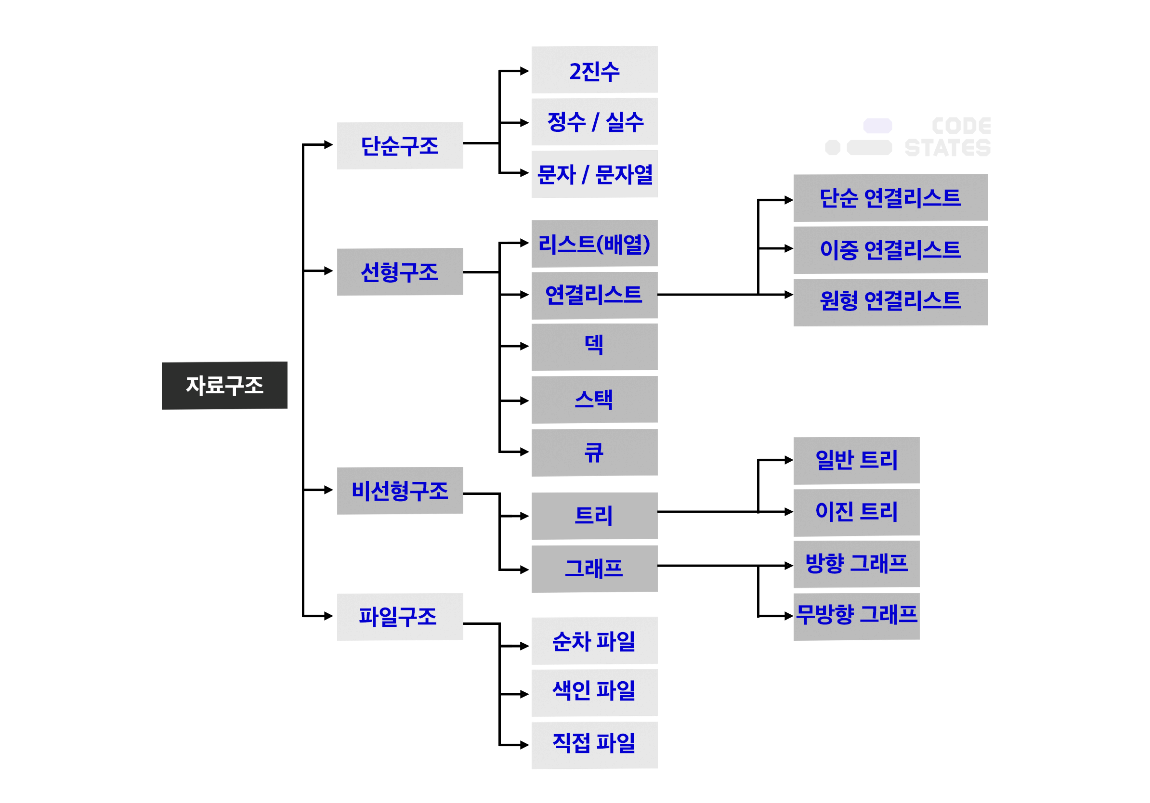 자료구조
단순구조
2진수
정수 / 실수
문자 / 문자열
선형구조
리스트(배열)
연결리스트
단순 연결리스트
이중 연결리스트
원형 연결리스트
덱
스택
큐
비선형구조
트리
일반 트리
이진 트리
그래프
방향 그래프
무방향 그래프
파일구조
순차 파일
색인 파일
직접 파일
CODE
STATES